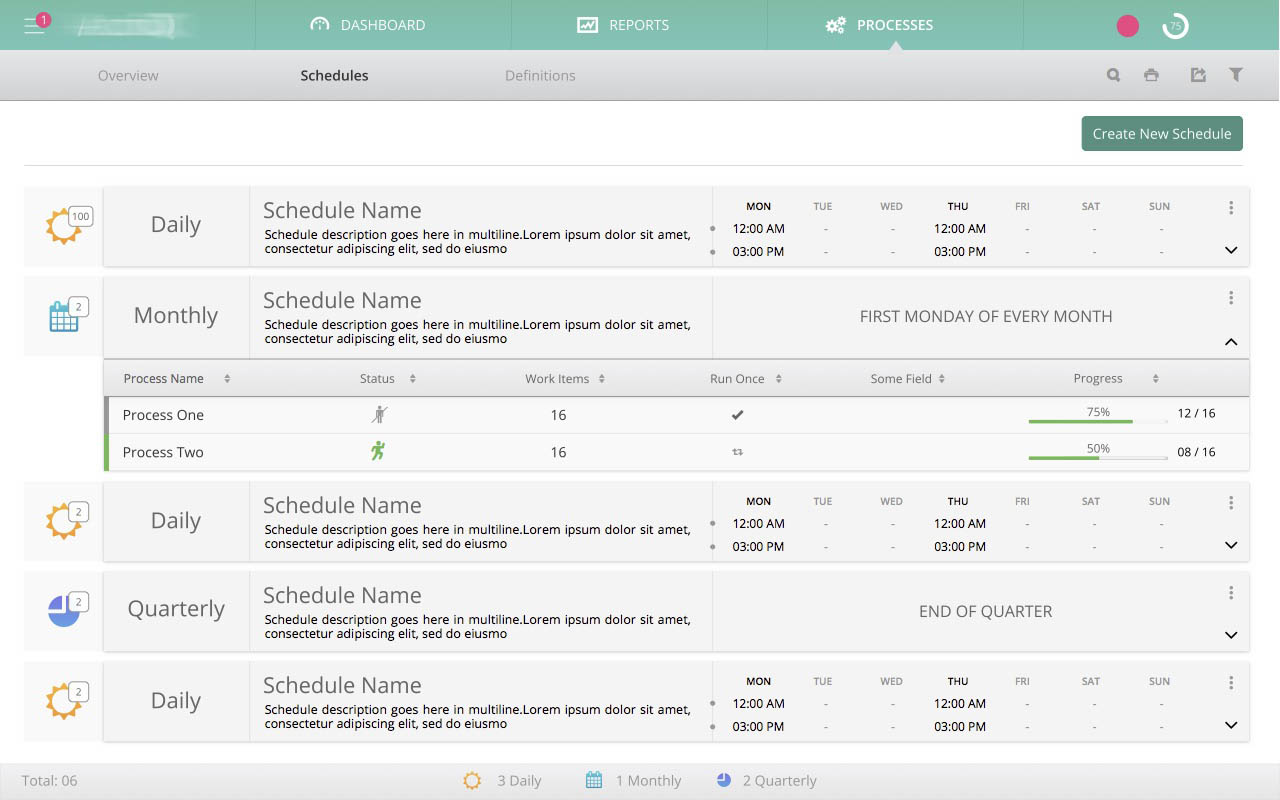 1
DASHBOARD
REPORTS
PROCESSES
75
Overview
Schedules
Definitions
Create New Schedule
100
Daily
Schedule Name
Schedule description goes here in multiline.Lorem ipsum dolor sit amet,
consectetur adipiscing elit, sed do eiusmo
MON TUE WED THU FRI SAT SUN
12:00 AM - - 12:00 AM - - -
03:00 PM - - 03:00 PM - - -
2
Monthly
Schedule Name
Schedule description goes here in multiline.Lorem ipsum dolor sit amet,
consectetur adipiscing elit, sed do eiusmo
FIRST MONDAY OF EVERY MONTH
Process Name Status Work Items Run Once Some Field Progress
Process One 16 75% 12 / 16
Process Two 16 50% 08 / 16
2
Daily
Schedule Name
Schedule description goes here in multiline.Lorem ipsum dolor sit amet,
consectetur adipiscing elit, sed do eiusmo
MON TUE WED THU FRI SAT SUN
12:00 AM - - 12:00 AM - - -
03:00 PM - - 03:00 PM - - -
2
Quarterly
Schedule Name
Schedule description goes here in multiline.Lorem ipsum dolor sit amet,
consectetur adipiscing elit, sed do eiusmo
END OF QUARTER
2
Daily
Schedule Name
Schedule description goes here in multiline.Lorem ipsum dolor sit amet,
consectetur adipiscing elit, sed do eiusmo
MON TUE WED THU FRI SAT SUN
12:00 AM - - 12:00 AM - - -
03:00 PM - - 03:00 PM - - -
Total: 06
3 Daily
1 Monthly
2 Quarterly